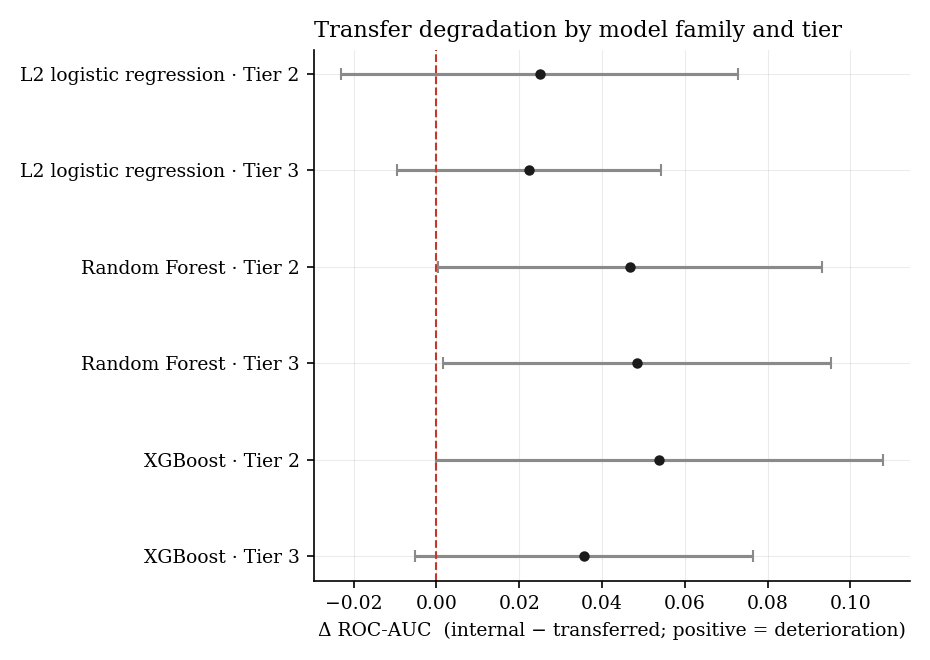 Transfer degradation by model family and tier
L2 logistic regression · Tier 2
L2 logistic regression · Tier 3
Random Forest · Tier 2
Random Forest · Tier 3
XGBoost · Tier 2
XGBoost · Tier 3
−0.02 0.00 0.02 0.04 0.06 0.08 0.10
Δ ROC-AUC (internal − transferred; positive = deterioration)